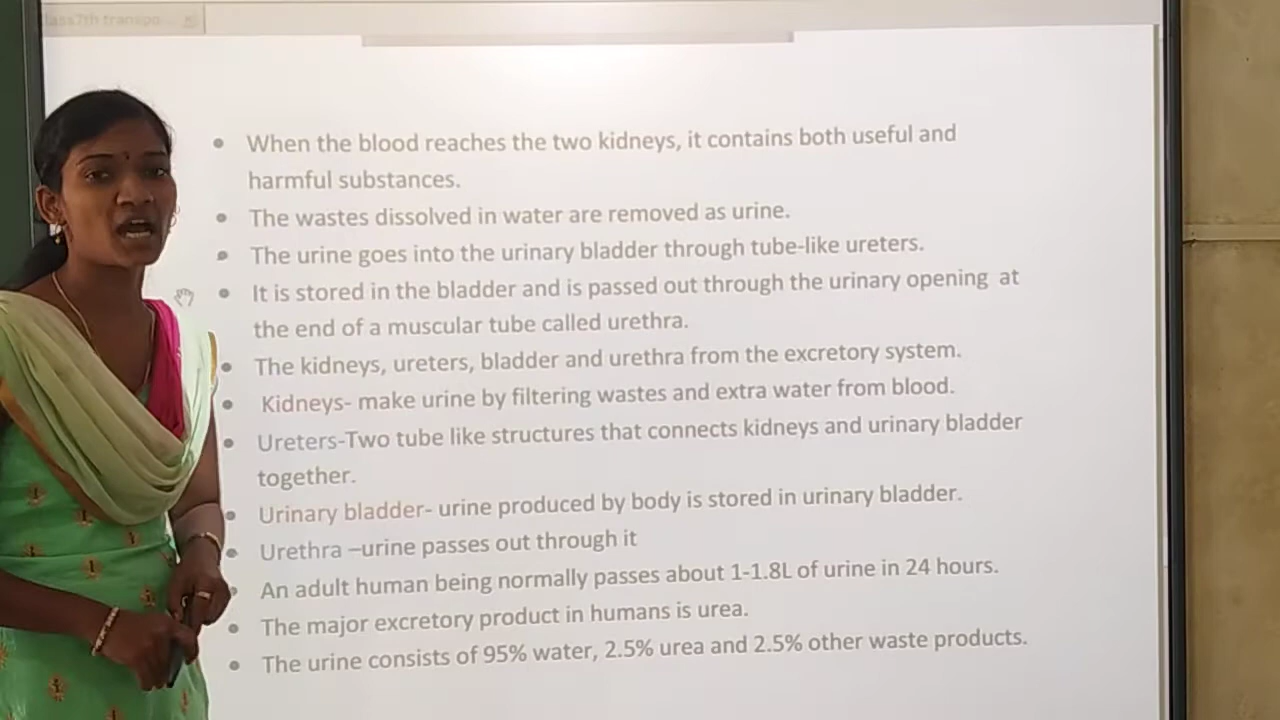 lass7th transpo...
• When the blood reaches the two kidneys, it contains both useful and
harmful substances.
• The wastes dissolved in water are removed as urine.
• The urine goes into the urinary bladder through tube-like ureters.
• It is stored in the bladder and is passed out through the urinary opening at
the end of a muscular tube called urethra.
• The kidneys, ureters, bladder and urethra from the excretory system.
• Kidneys- make urine by filtering wastes and extra water from blood.
• Ureters-Two tube like structures that connects kidneys and urinary bladder
together.
• Urinary bladder- urine produced by body is stored in urinary bladder.
• Urethra –urine passes out through it
• An adult human being normally passes about 1-1.8L of urine in 24 hours.
• The major excretory product in humans is urea.
• The urine consists of 95% water, 2.5% urea and 2.5% other waste products.